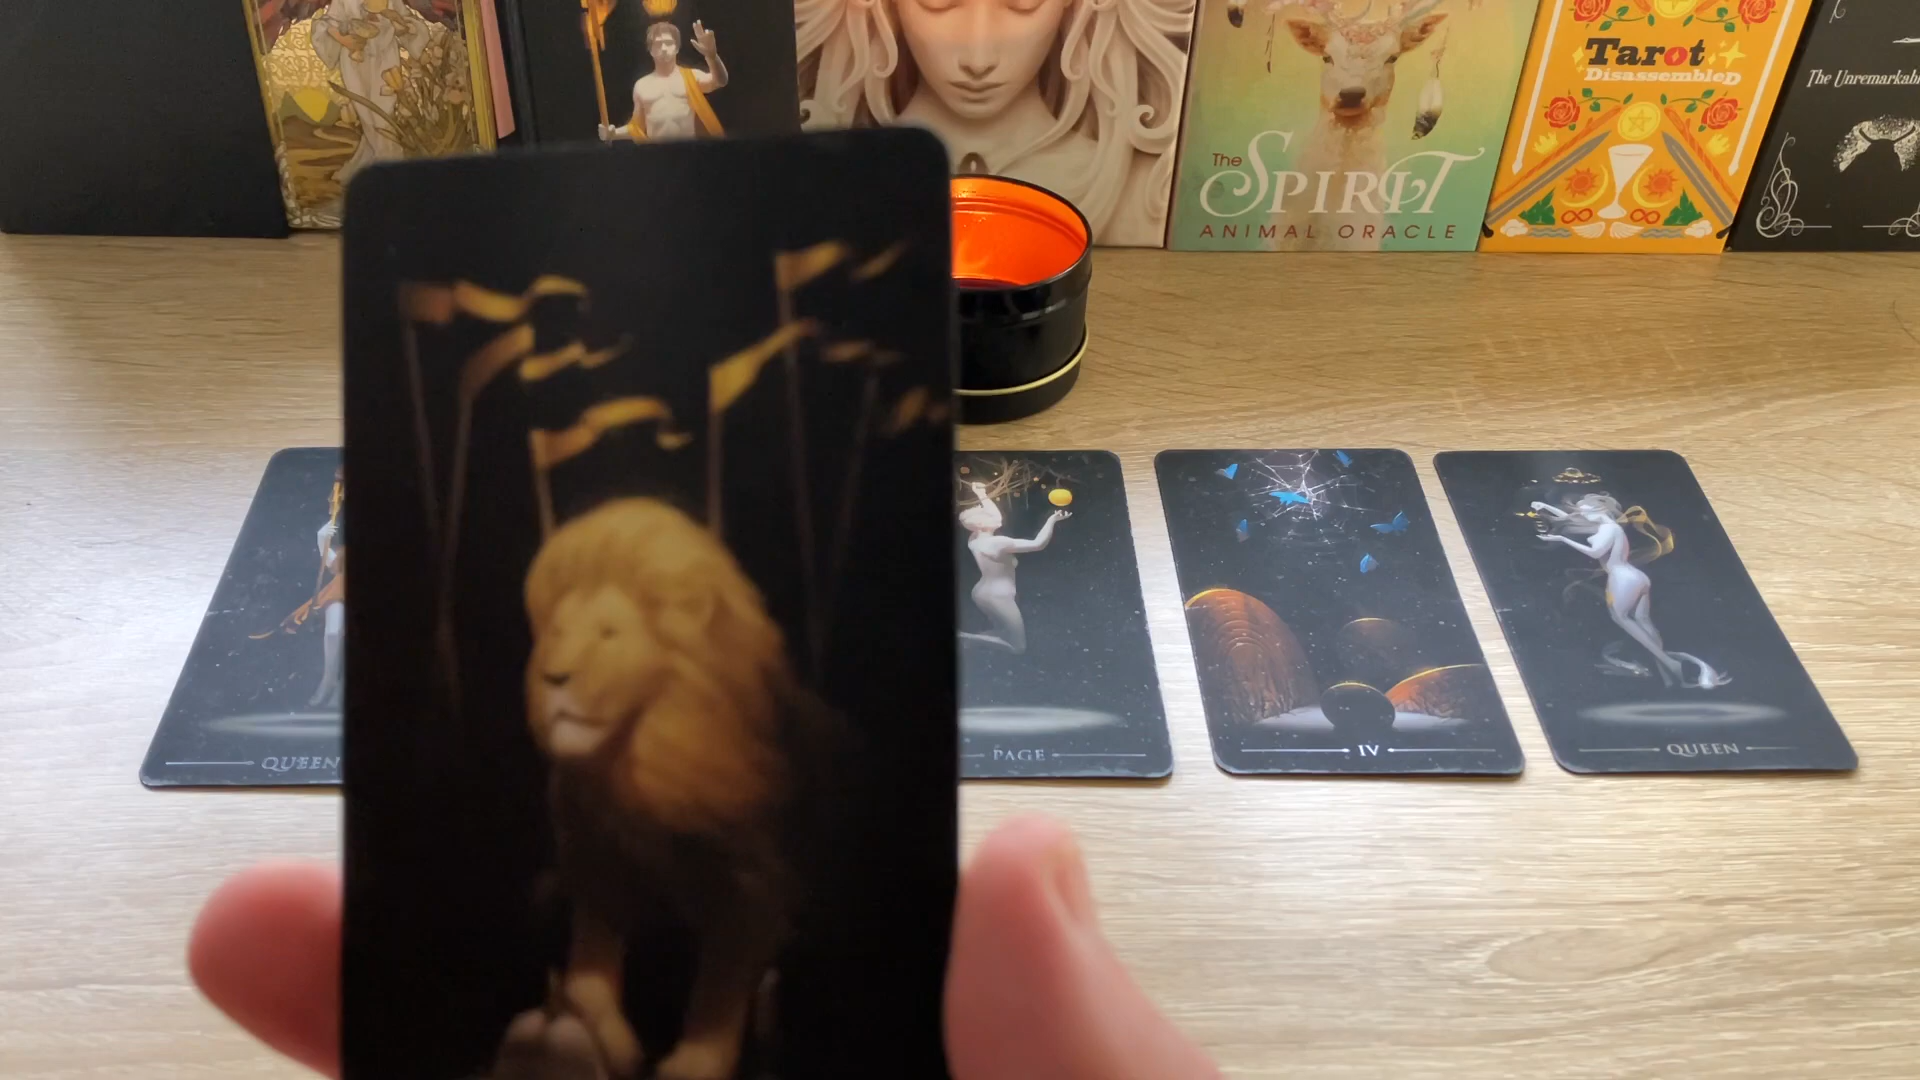 Tarot
DisassembleD
The Unremarkab
The
SPIRIT
ANIMAL ORACLE
QUEEN
PAGE
IV
QUEEN